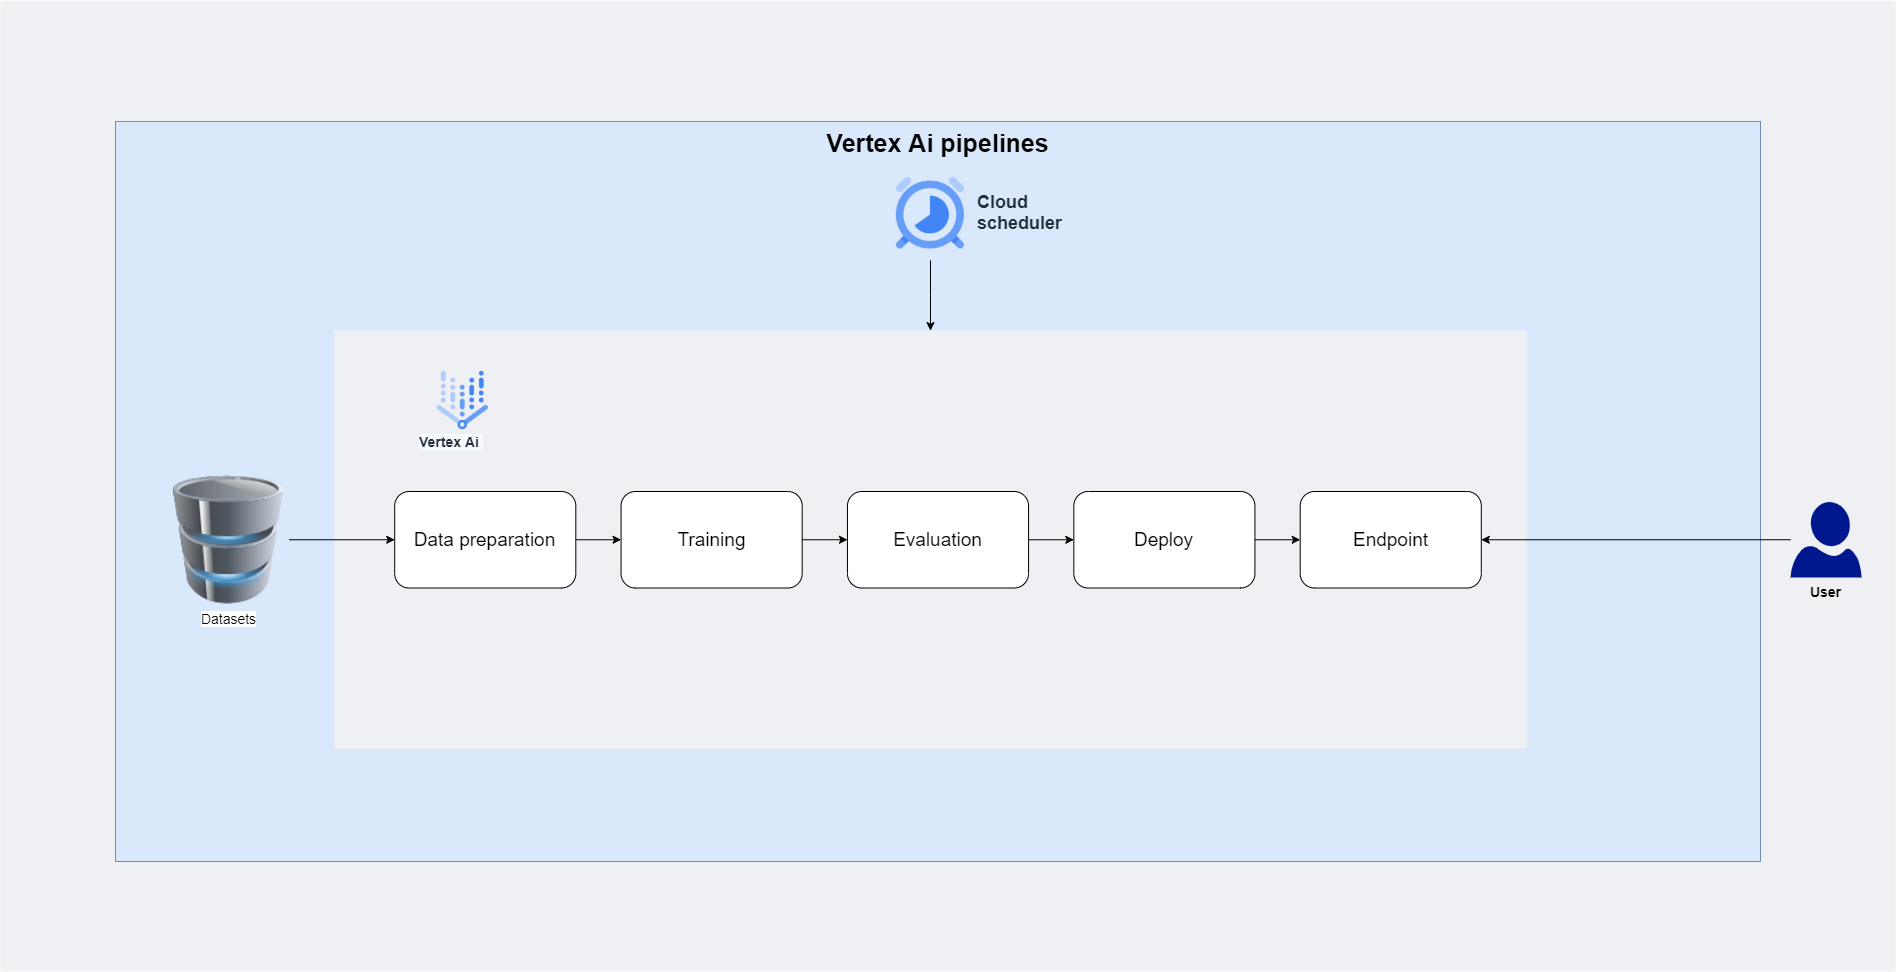 Vertex Ai pipelines
Cloud
scheduler
Vertex Ai
Data preparation
Training
Evaluation
Deploy
Endpoint
User
Datasets